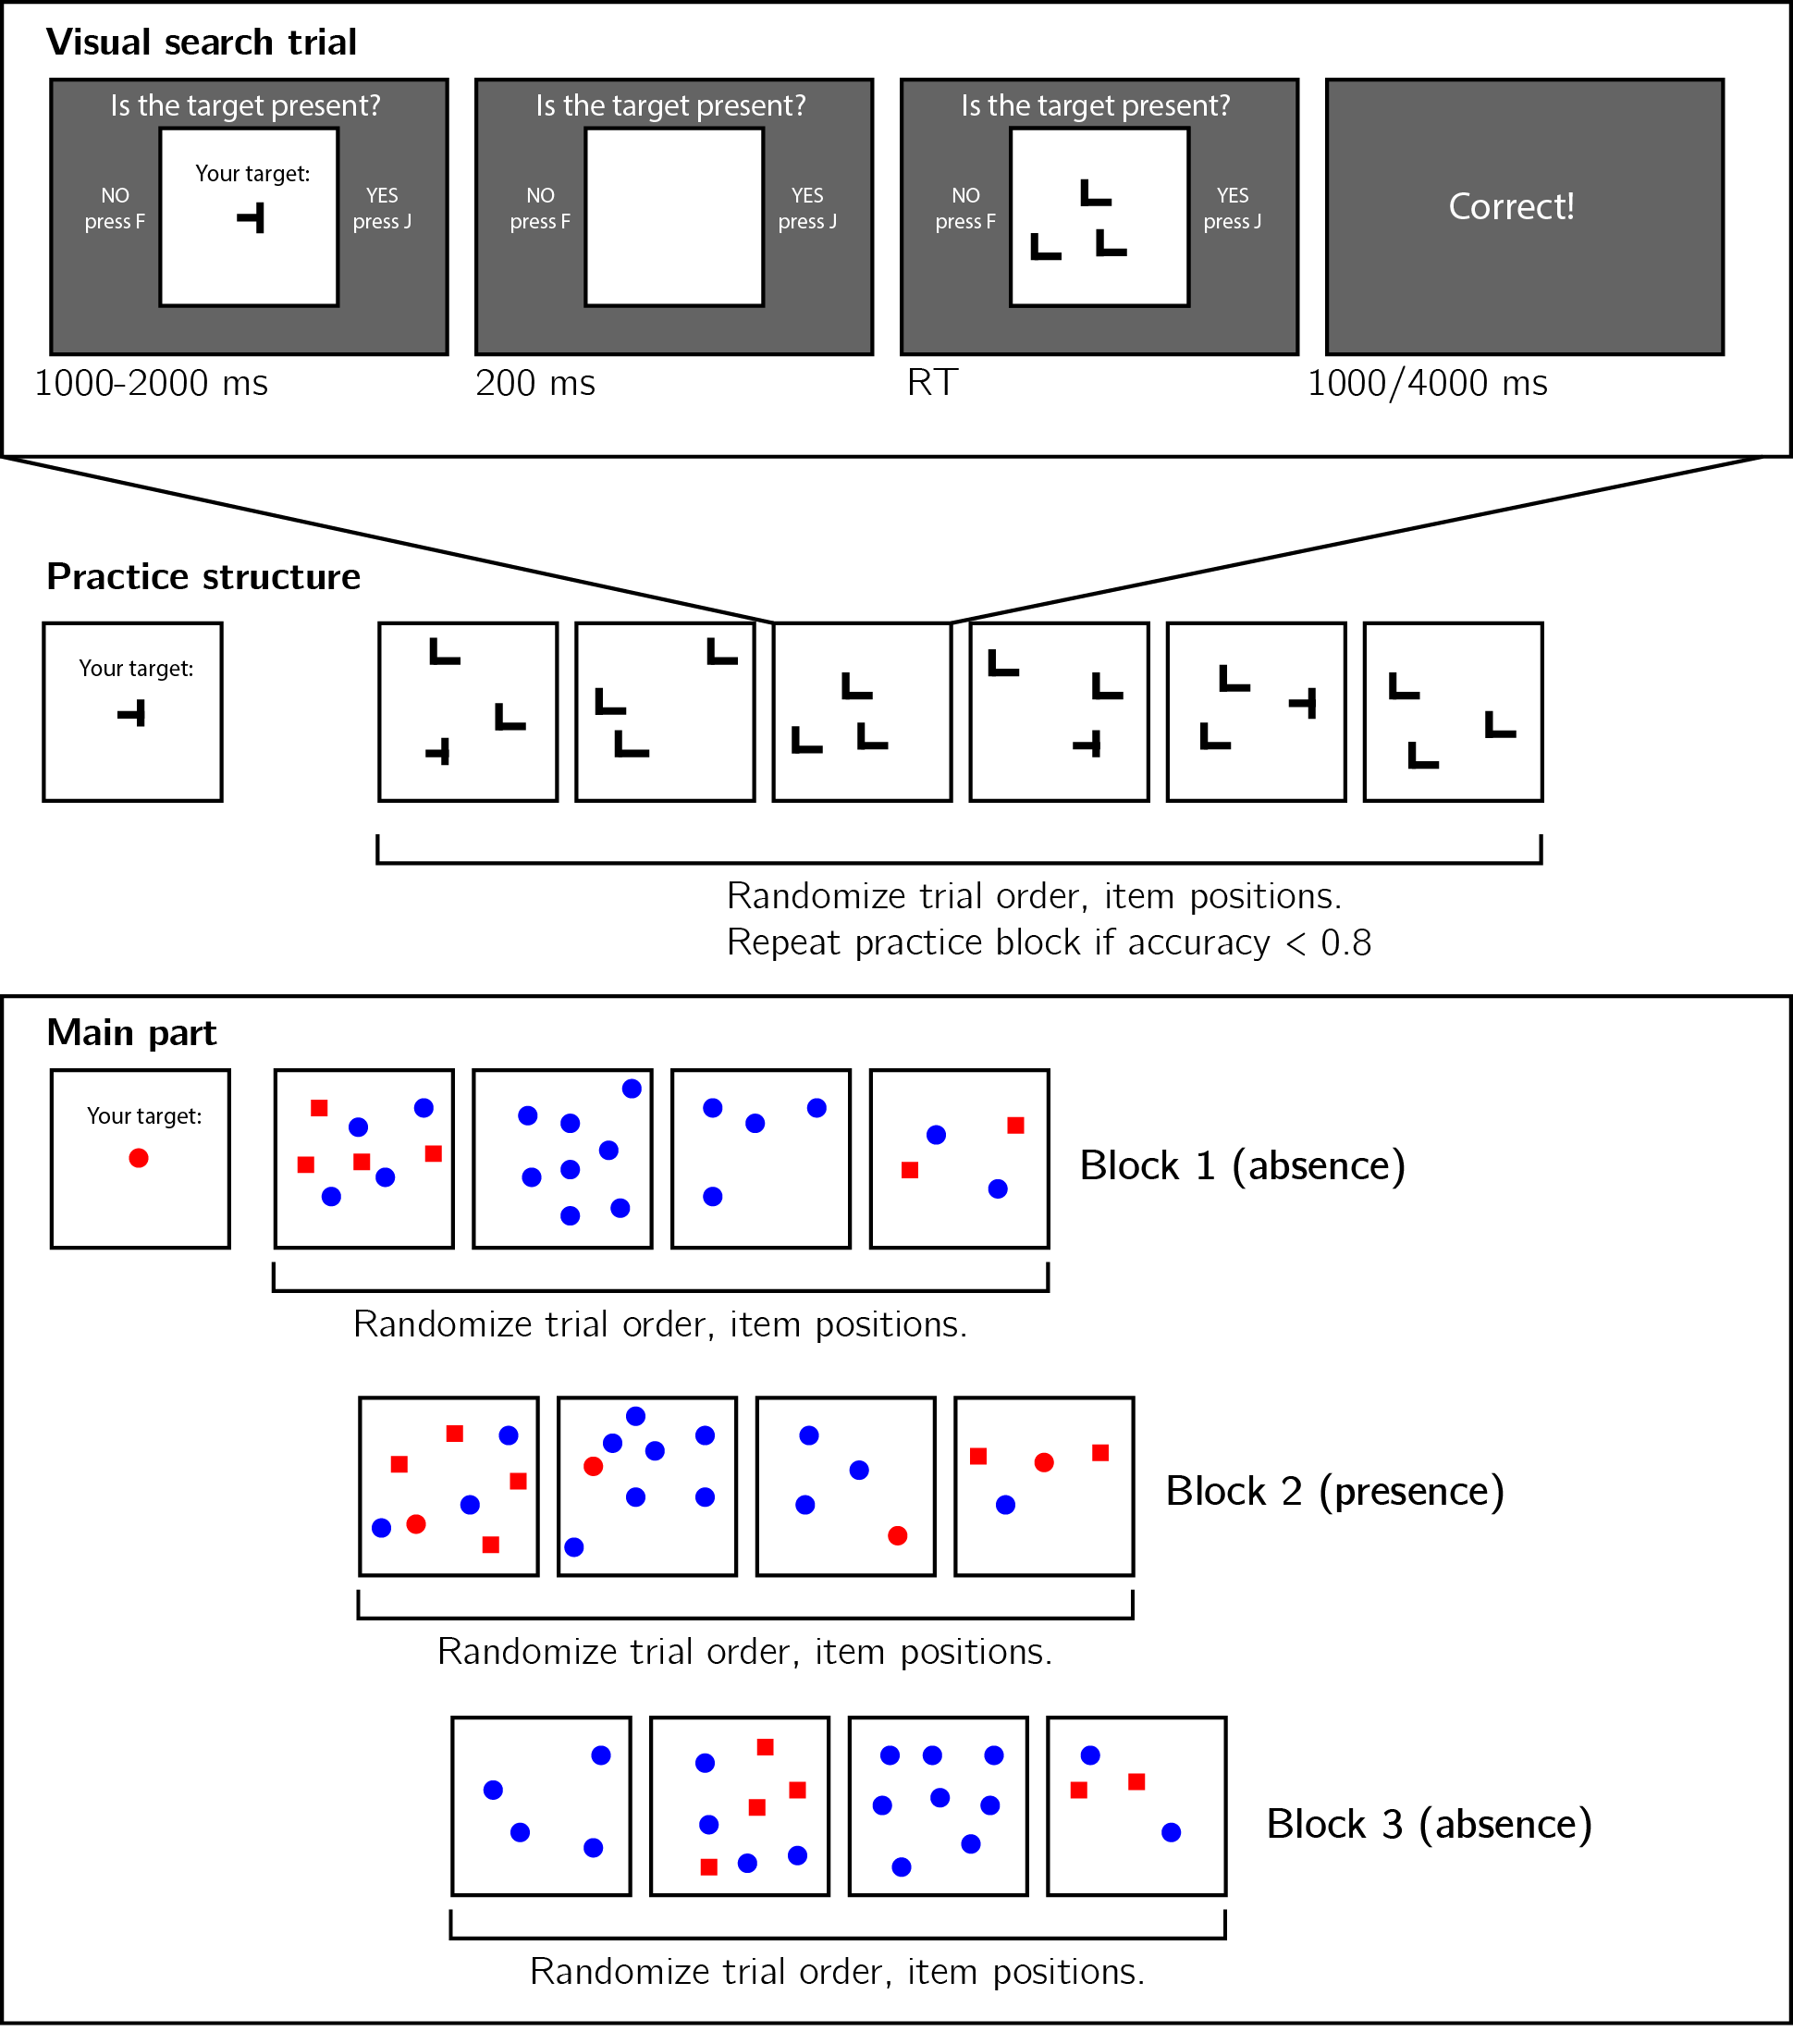 Visual search trial
Is the target present?
Your target:
NO
press F
YES
press J
1000-2000 ms
Is the target present?
NO
press F
YES
press J
200 ms
Is the target present?
NO
press F
YES
press J
RT
Correct!
1000/4000 ms
Practice structure
Your target:
Randomize trial order, item positions.
Repeat practice block if accuracy < 0.8
Main part
Your target:
Block 1 (absence)
Randomize trial order, item positions.
Block 2 (presence)
Randomize trial order, item positions.
Block 3 (absence)
Randomize trial order, item positions.